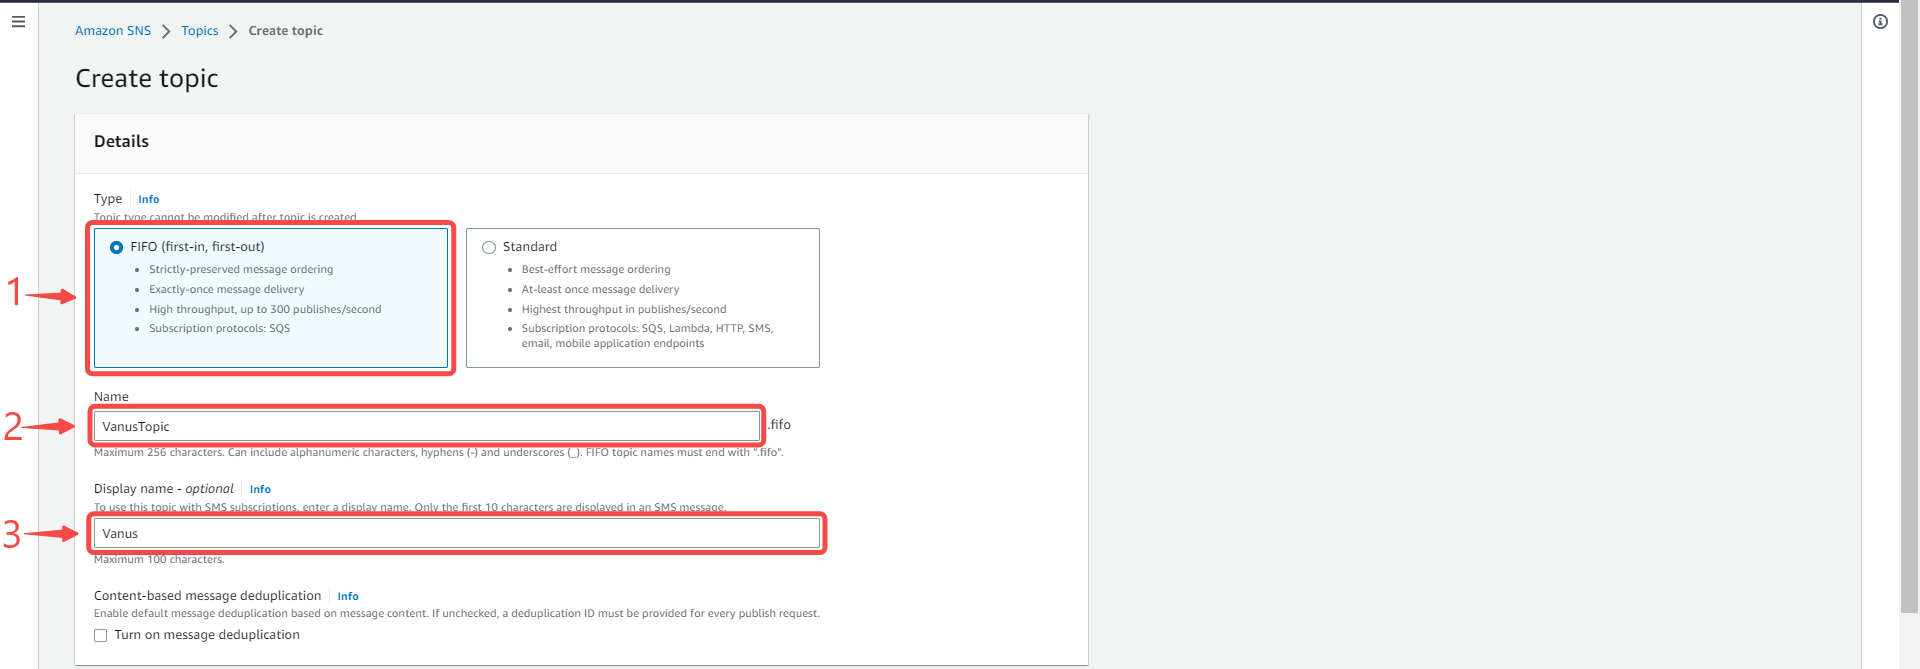 Amazon SNS > Topics > Create topic
Create topic
Details
Type Info
Topic type cannot be modified after topic is created
FIFO (first-in, first-out)
Strictly-preserved message ordering
Exactly-once message delivery
High throughput, up to 300 publishes/second
Subscription protocols: SQS
Standard
Best-effort message ordering
At-least once message delivery
Highest throughput in publishes/second
Subscription protocols: SQS, Lambda, HTTP, SMS,
email, mobile application endpoints
1
Name
2
VanusTopic .fifo
Maximum 256 characters. Can include alphanumeric characters, hyphens (-) and underscores (_). FIFO topic names must end with ".fifo".
Display name - optional Info
To use this topic with SMS subscriptions, enter a display name. Only the first 10 characters are displayed in an SMS message.
3
Vanus
Maximum 100 characters.
Content-based message deduplication Info
Enable default message deduplication based on message content. If unchecked, a deduplication ID must be provided for every publish request.
Turn on message deduplication